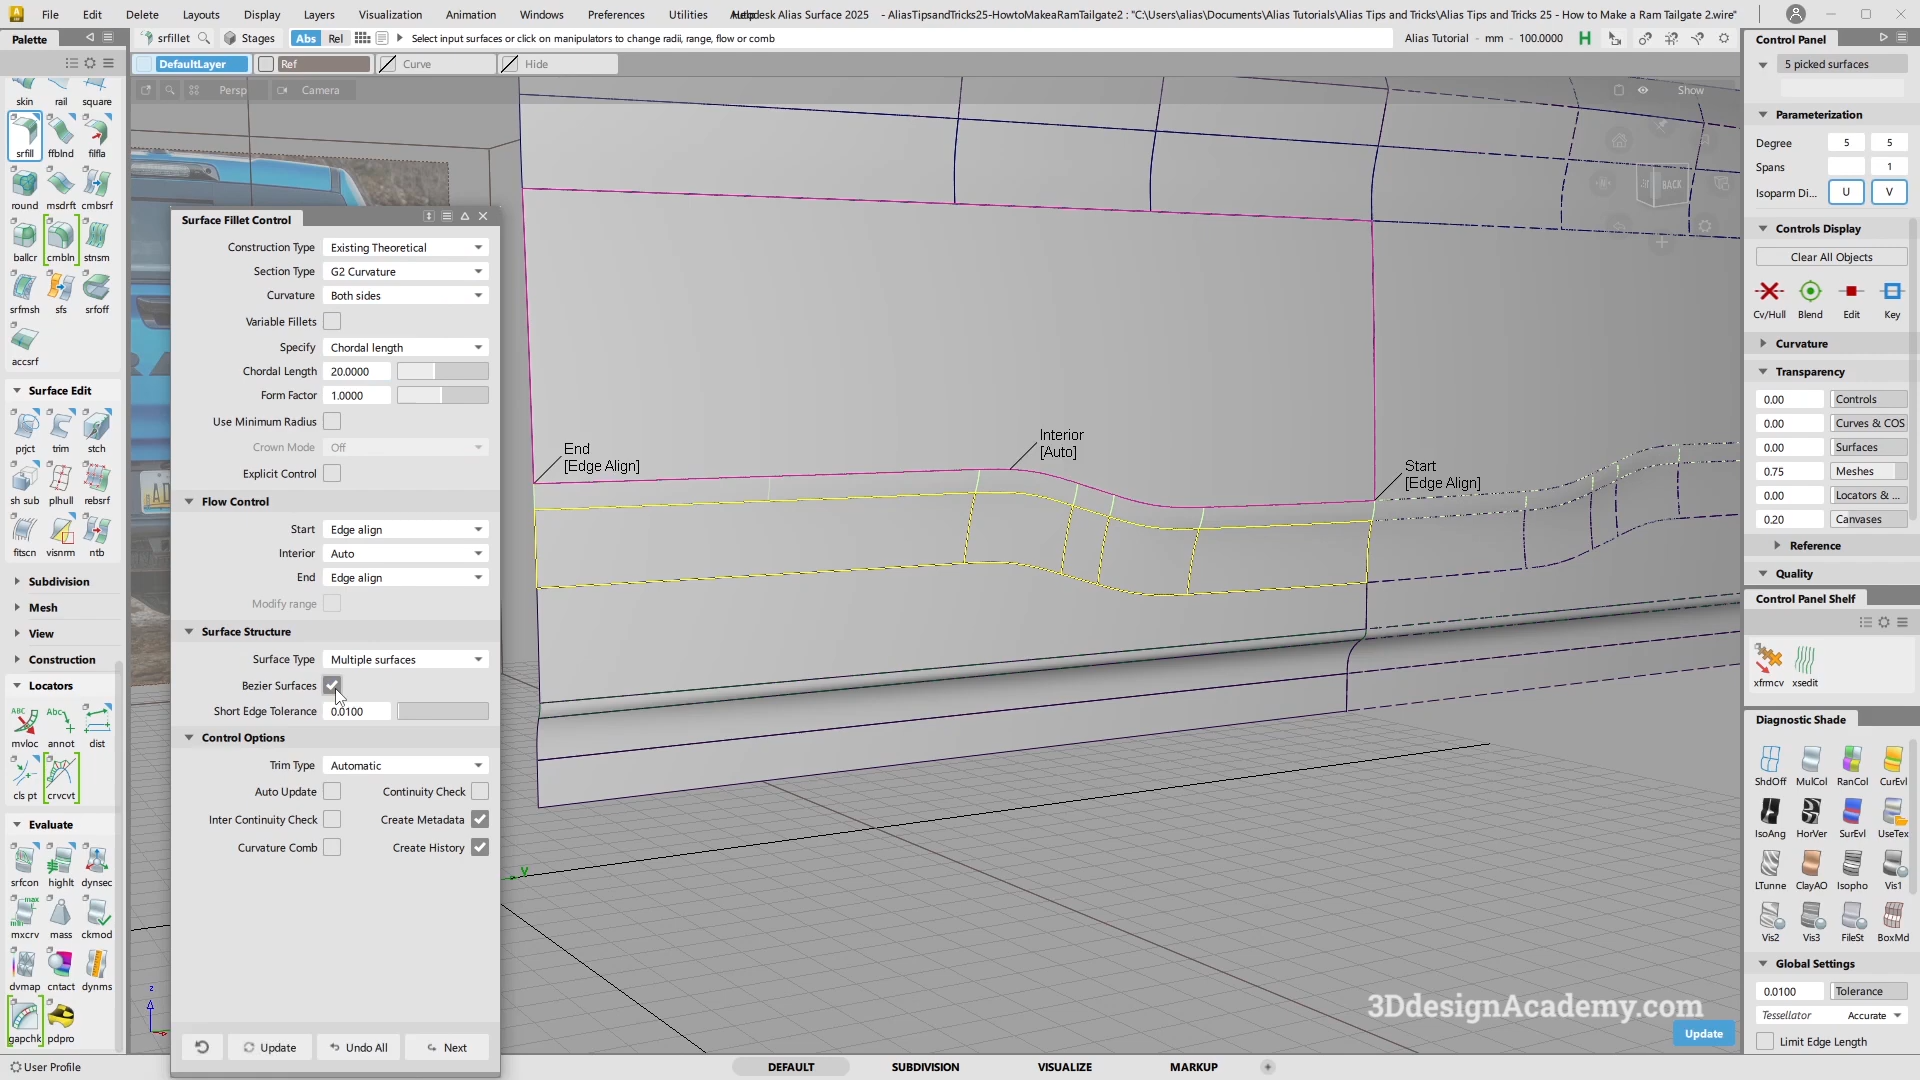 File Edit Delete Layouts Display Layers Visualization Animation Windows Preferences Utilities
Autodesk Alias Surface 2025 - AliasTipsandTricks25-HowtoMakeaRamTailgate2 : "C:\Users\alias\Documents\Alias Tutorials\Alias Tips and Tricks\Alias Tips and Tricks 25 - How to Make a Ram Tailgate 2.wire"
Palette
srfillet Stages Abs Rel Select input surfaces or click on manipulators to change radii, range, flow or comb
Alias Tutorial - mm - 100.0000
DefaultLayer Ref Curve Hide
Persp Camera
Show
BACK
skin rail square
srfill ffblnd filfla
round msdrft cmbsrf
ballcr cmbln stnsm
srfmsh sfs srfoff
accsrf
Surface Edit
prjct trim stch
sh sub plhull rebsrf
fitscn visnrm ntb
Subdivision
Mesh
View
Construction
Locators
mvloc annot dist
cls pt crvcvt
Evaluate
srfcon highlt dynsec
mxcrv mass ckmod
dvmap cntact dynms
gapchk pdpro
User Profile
Surface Fillet Control
Construction Type Existing Theoretical
Section Type G2 Curvature
Curvature Both sides
Variable Fillets
Specify Chordal length
Chordal Length 20.0000
Form Factor 1.0000
Use Minimum Radius
Crown Mode Off
Explicit Control
Flow Control
Start Edge align
Interior Auto
End Edge align
Modify range
Surface Structure
Surface Type Multiple surfaces
Bezier Surfaces
Short Edge Tolerance 0.0100
Control Options
Trim Type Automatic
Auto Update Continuity Check
Inter Continuity Check Create Metadata
Curvature Comb Create History
Update Undo All Next
End
[Edge Align]
Interior
[Auto]
Start
[Edge Align]
Y
z
3DdesignAcademy.com
Update
DEFAULT SUBDIVISION VISUALIZE MARKUP +
Control Panel
5 picked surfaces
Parameterization
Degree 5 5
Spans 1
Isoparm Di... U V
Controls Display
Clear All Objects
Cv/Hull Blend Edit Key
Curvature
Transparency
0.00 Controls
0.00 Curves & COS
0.00 Surfaces
0.75 Meshes
0.00 Locators & ...
0.20 Canvases
Reference
Quality
Control Panel Shelf
xfrmcv xsedit
Diagnostic Shade
ShdOff MulCol RanCol CurEvl
IsoAng HorVer SurEvl UseTex
LTunne ClayAO Isopho Vis1
Vis2 Vis3 FileSt BoxMd
Global Settings
0.0100 Tolerance
Tessellator Accurate
Limit Edge Length